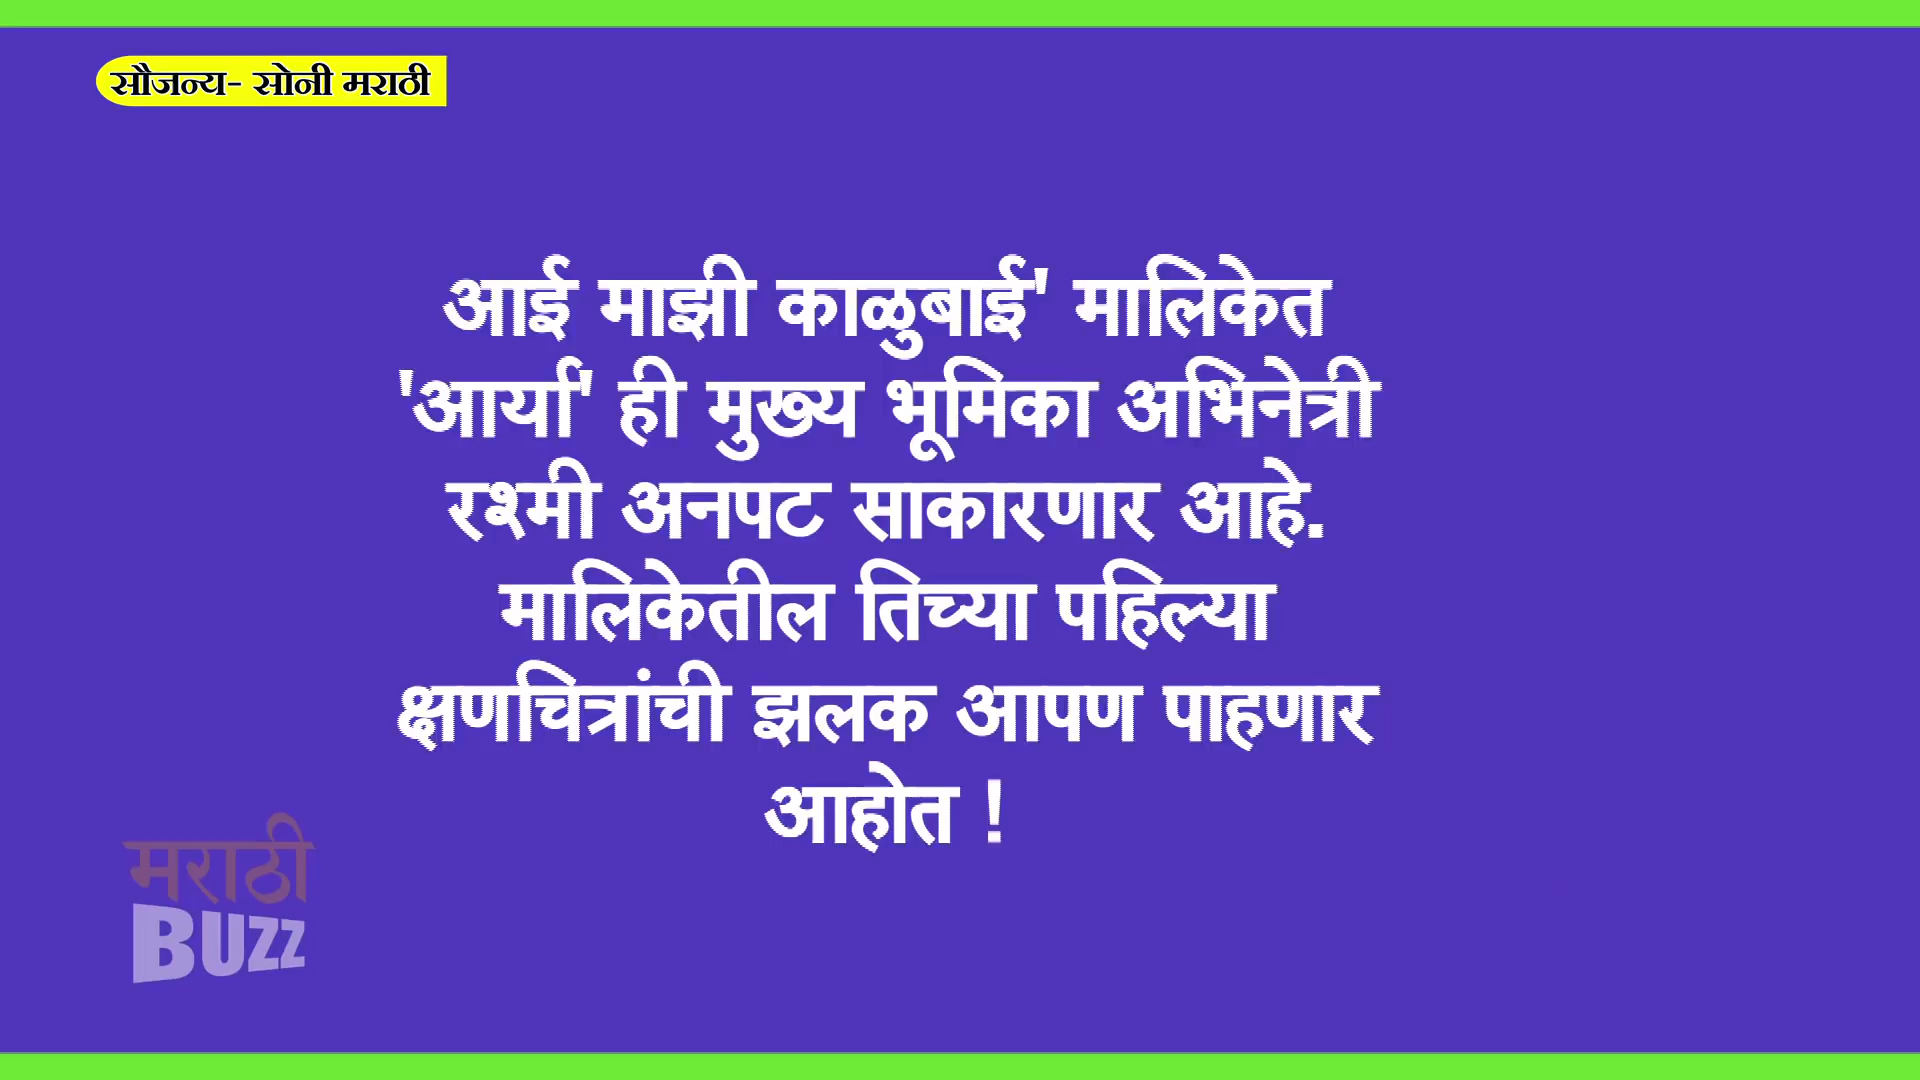 सौजन्य- सोनी मराठी
आई माझी काळुबाई' मालिकेत
'आर्या' ही मुख्य भूमिका अभिनेत्री
रश्मी अनपट साकारणार आहे.
मालिकेतील तिच्या पहिल्या
क्षणचित्रांची झलक आपण पाहणार
आहोत !
मराठी
BUZZ